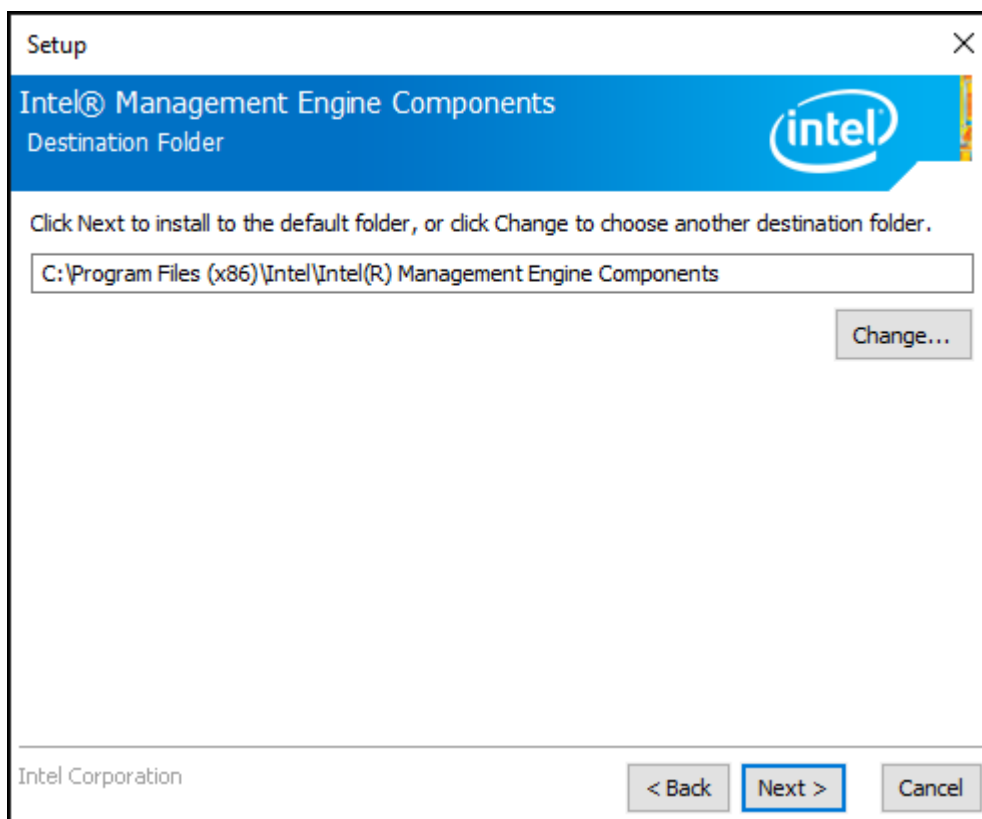 Setup
Intel® Management Engine Components
Destination Folder
intel
Click Next to install to the default folder, or click Change to choose another destination folder.
C:\Program Files (x86)\Intel\Intel(R) Management Engine Components
Change...
Intel Corporation
< Back
Next >
Cancel